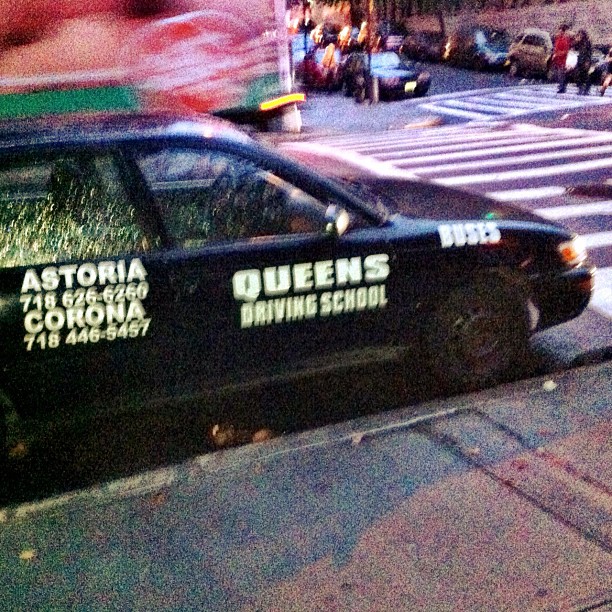 ASTORIA
718 626-6260
CORONA
718 446-5457
QUEENS
DRIVING SCHOOL
BUSES